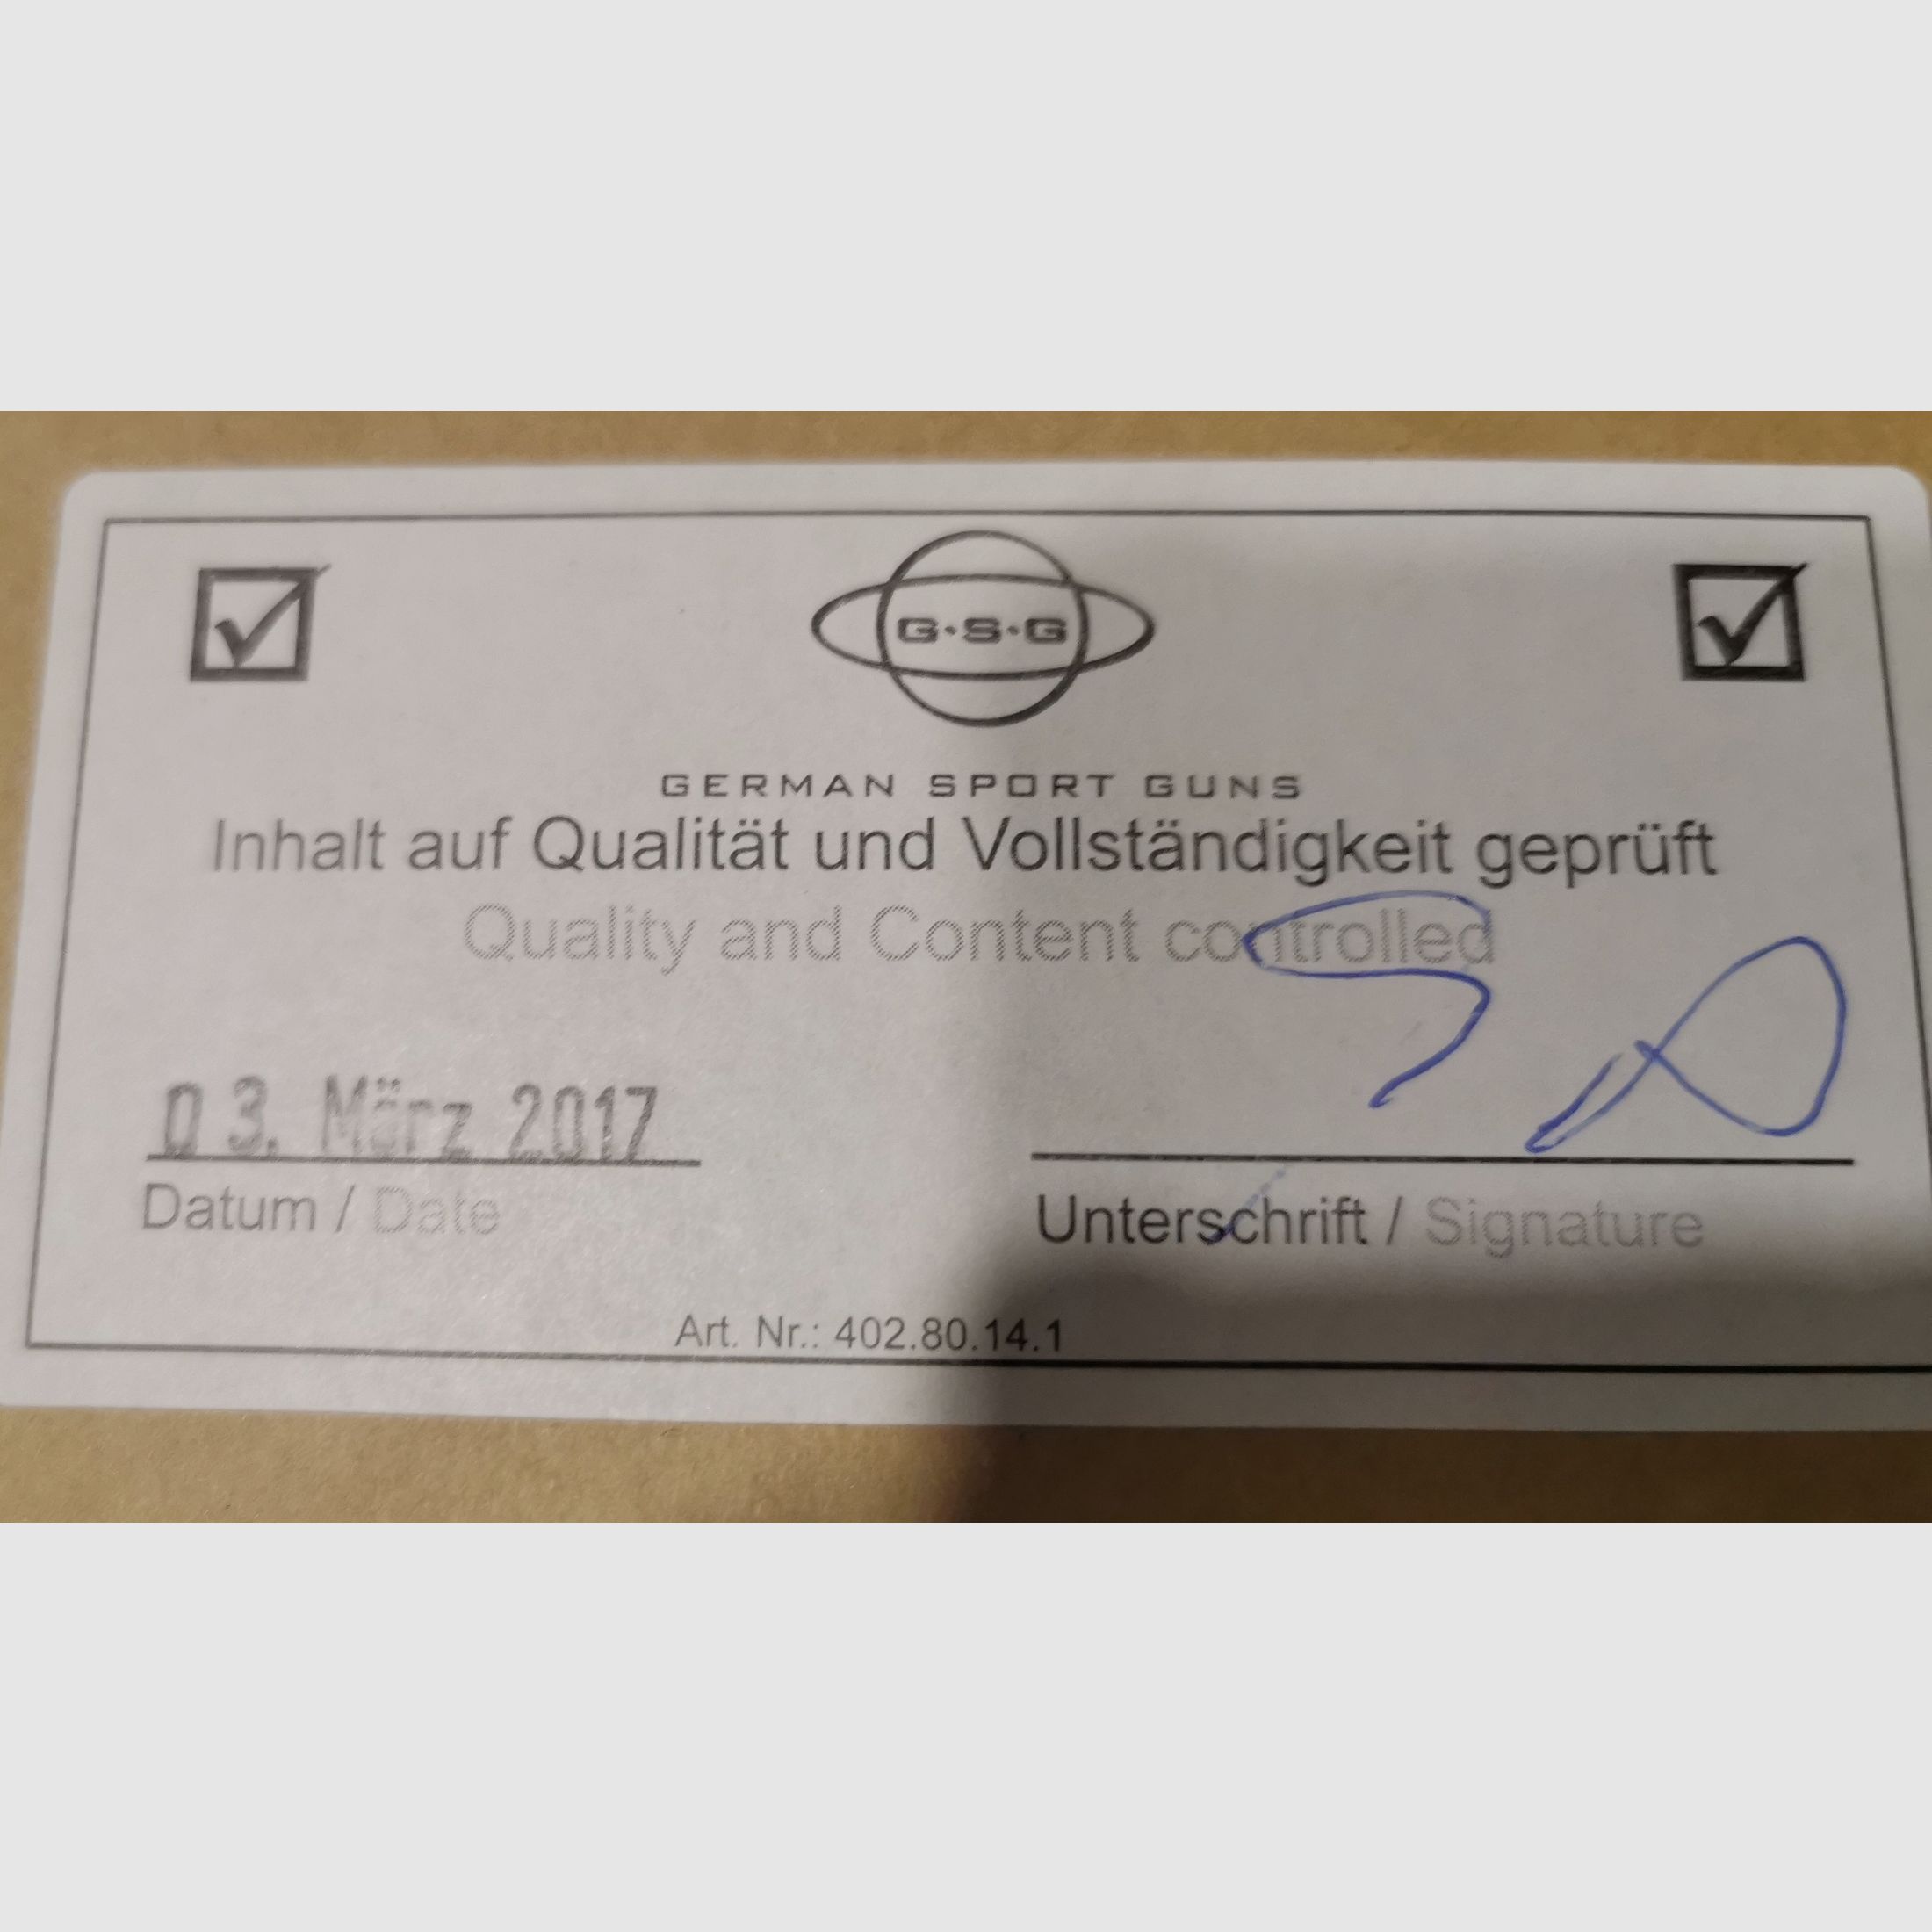 G·S·G
GERMAN SPORT GUNS
Inhalt auf Qualität und Vollständigkeit geprüft
Quality and Content controlled
03. März 2017
Datum / Date
Unterschrift / Signature
Art. Nr.: 402.80.14.1